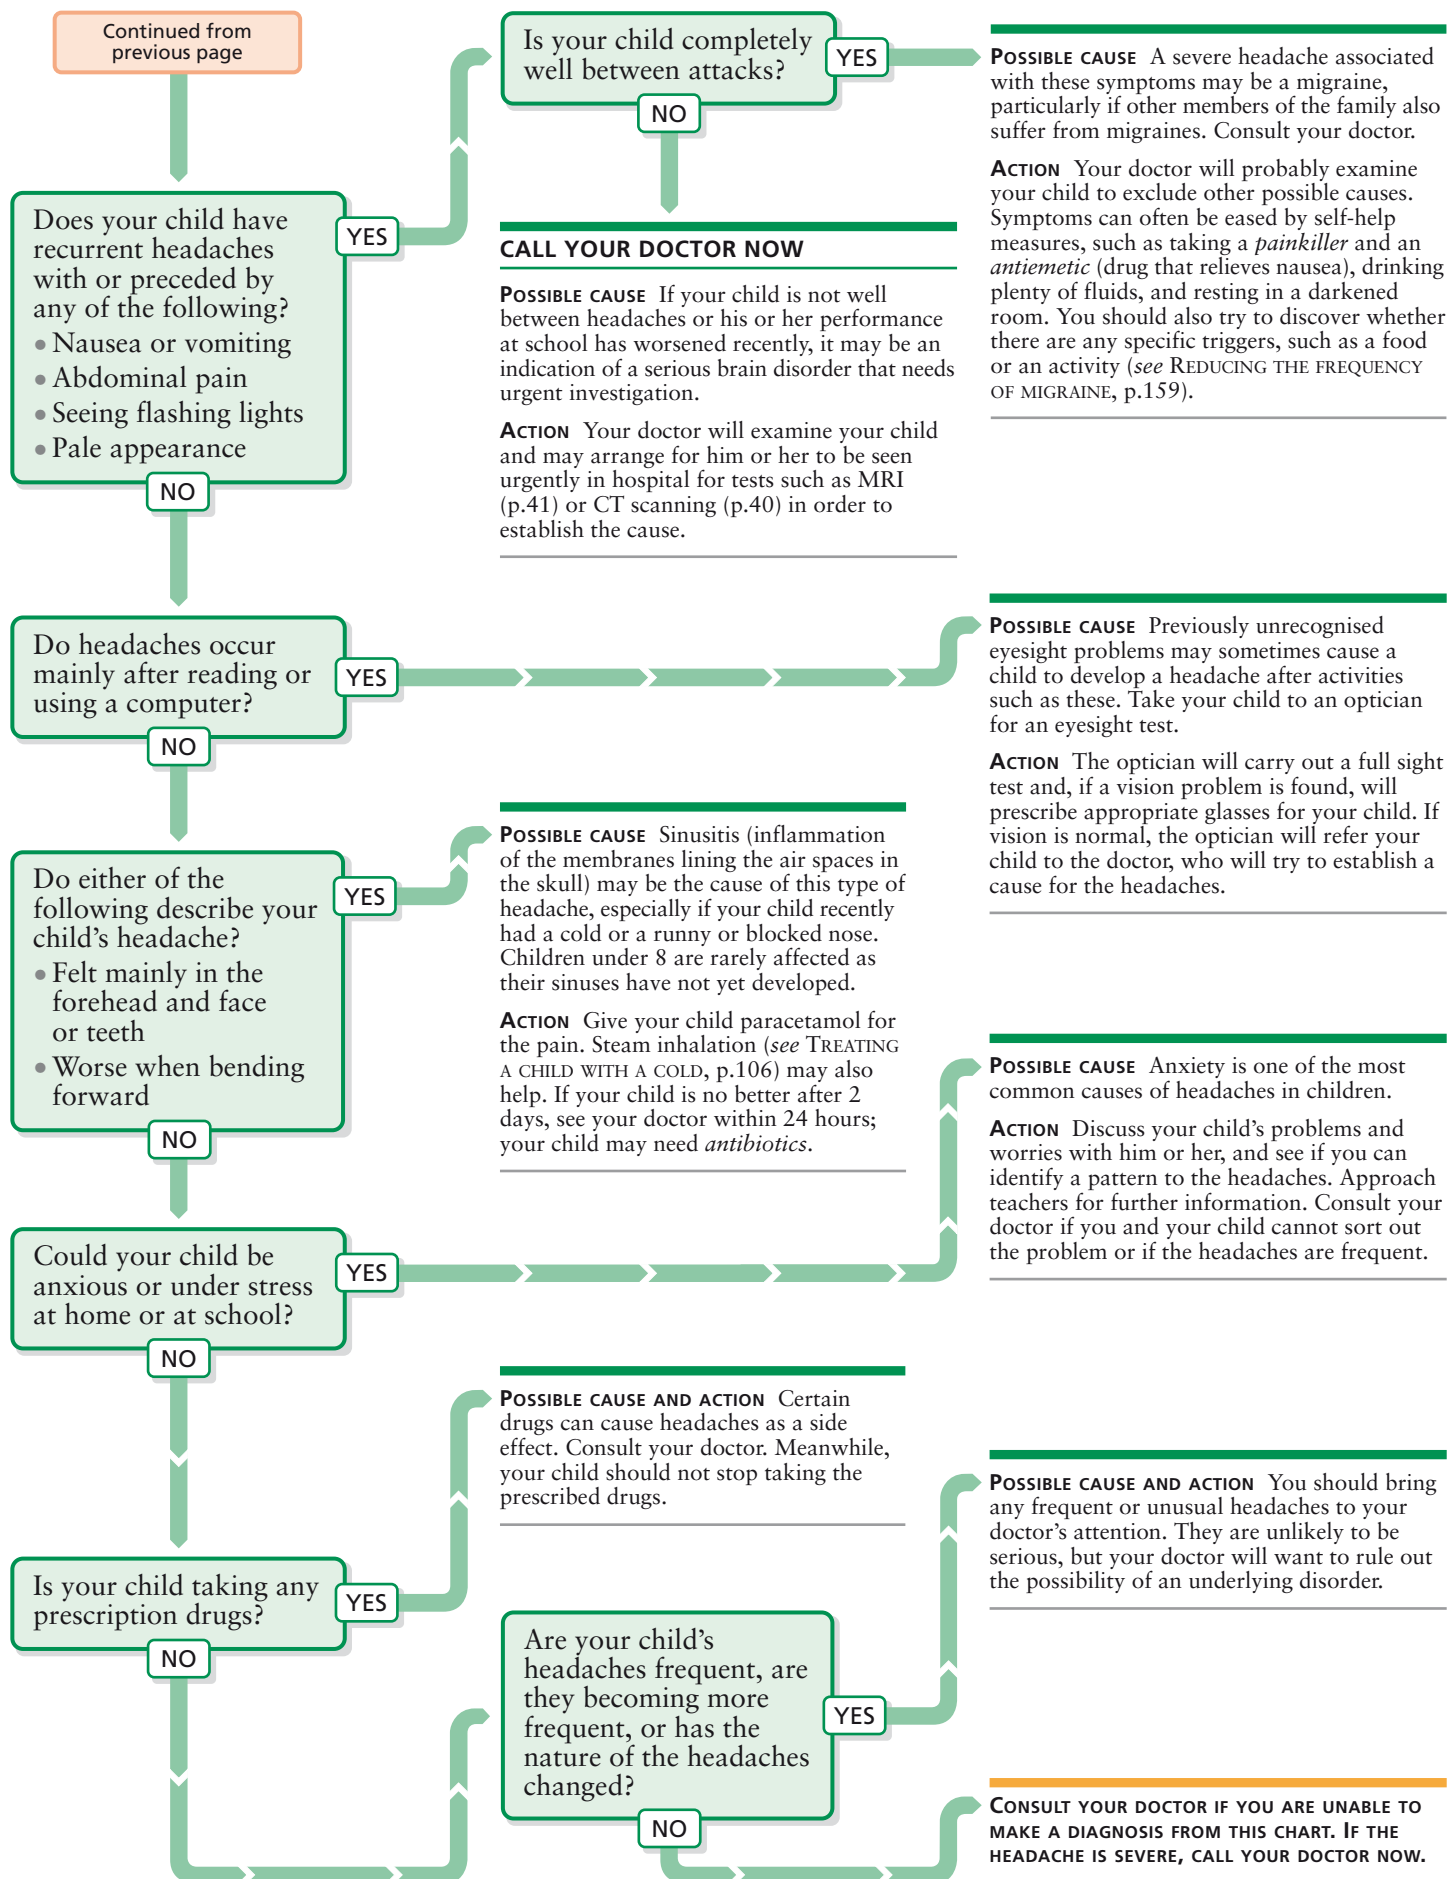 Continued from
previous page
Does your child have
recurrent headaches
with or preceded by
any of the following?
• Nausea or vomiting
• Abdominal pain
• Seeing flashing lights
• Pale appearance
YES
NO
Is your child completely
well between attacks?
YES
NO
POSSIBLE CAUSE A severe headache associated
with these symptoms may be a migraine,
particularly if other members of the family also
suffer from migraines. Consult your doctor.
ACTION Your doctor will probably examine
your child to exclude other possible causes.
Symptoms can often be eased by self-help
measures, such as taking a painkiller and an
antiemetic (drug that relieves nausea), drinking
plenty of fluids, and resting in a darkened
room. You should also try to discover whether
there are any specific triggers, such as a food
or an activity (see REDUCING THE FREQUENCY
OF MIGRAINE, p.159).
CALL YOUR DOCTOR NOW
POSSIBLE CAUSE If your child is not well
between headaches or his or her performance
at school has worsened recently, it may be an
indication of a serious brain disorder that needs
urgent investigation.
ACTION Your doctor will examine your child
and may arrange for him or her to be seen
urgently in hospital for tests such as MRI
(p.41) or CT scanning (p.40) in order to
establish the cause.
Do headaches occur
mainly after reading or
using a computer?
YES
NO
POSSIBLE CAUSE Previously unrecognised
eyesight problems may sometimes cause a
child to develop a headache after activities
such as these. Take your child to an optician
for an eyesight test.
ACTION The optician will carry out a full sight
test and, if a vision problem is found, will
prescribe appropriate glasses for your child. If
vision is normal, the optician will refer your
child to the doctor, who will try to establish a
cause for the headaches.
Do either of the
following describe your
child's headache?
• Felt mainly in the
forehead and face
or teeth
• Worse when bending
forward
YES
NO
POSSIBLE CAUSE Sinusitis (inflammation
of the membranes lining the air spaces in
the skull) may be the cause of this type of
headache, especially if your child recently
had a cold or a runny or blocked nose.
Children under 8 are rarely affected as
their sinuses have not yet developed.
ACTION Give your child paracetamol for
the pain. Steam inhalation (see TREATING
A CHILD WITH A COLD, p.106) may also
help. If your child is no better after 2
days, see your doctor within 24 hours;
your child may need antibiotics.
Could your child be
anxious or under stress
at home or at school?
YES
NO
POSSIBLE CAUSE Anxiety is one of the most
common causes of headaches in children.
ACTION Discuss your child's problems and
worries with him or her, and see if you can
identify a pattern to the headaches. Approach
teachers for further information. Consult your
doctor if you and your child cannot sort out
the problem or if the headaches are frequent.
Is your child taking any
prescription drugs?
YES
NO
POSSIBLE CAUSE AND ACTION Certain
drugs can cause headaches as a side
effect. Consult your doctor. Meanwhile,
your child should not stop taking the
prescribed drugs.
Are your child's
headaches frequent, are
they becoming more
frequent, or has the
nature of the headaches
changed?
YES
NO
POSSIBLE CAUSE AND ACTION You should bring
any frequent or unusual headaches to your
doctor's attention. They are unlikely to be
serious, but your doctor will want to rule out
the possibility of an underlying disorder.
CONSULT YOUR DOCTOR IF YOU ARE UNABLE TO
MAKE A DIAGNOSIS FROM THIS CHART. IF THE
HEADACHE IS SEVERE, CALL YOUR DOCTOR NOW.